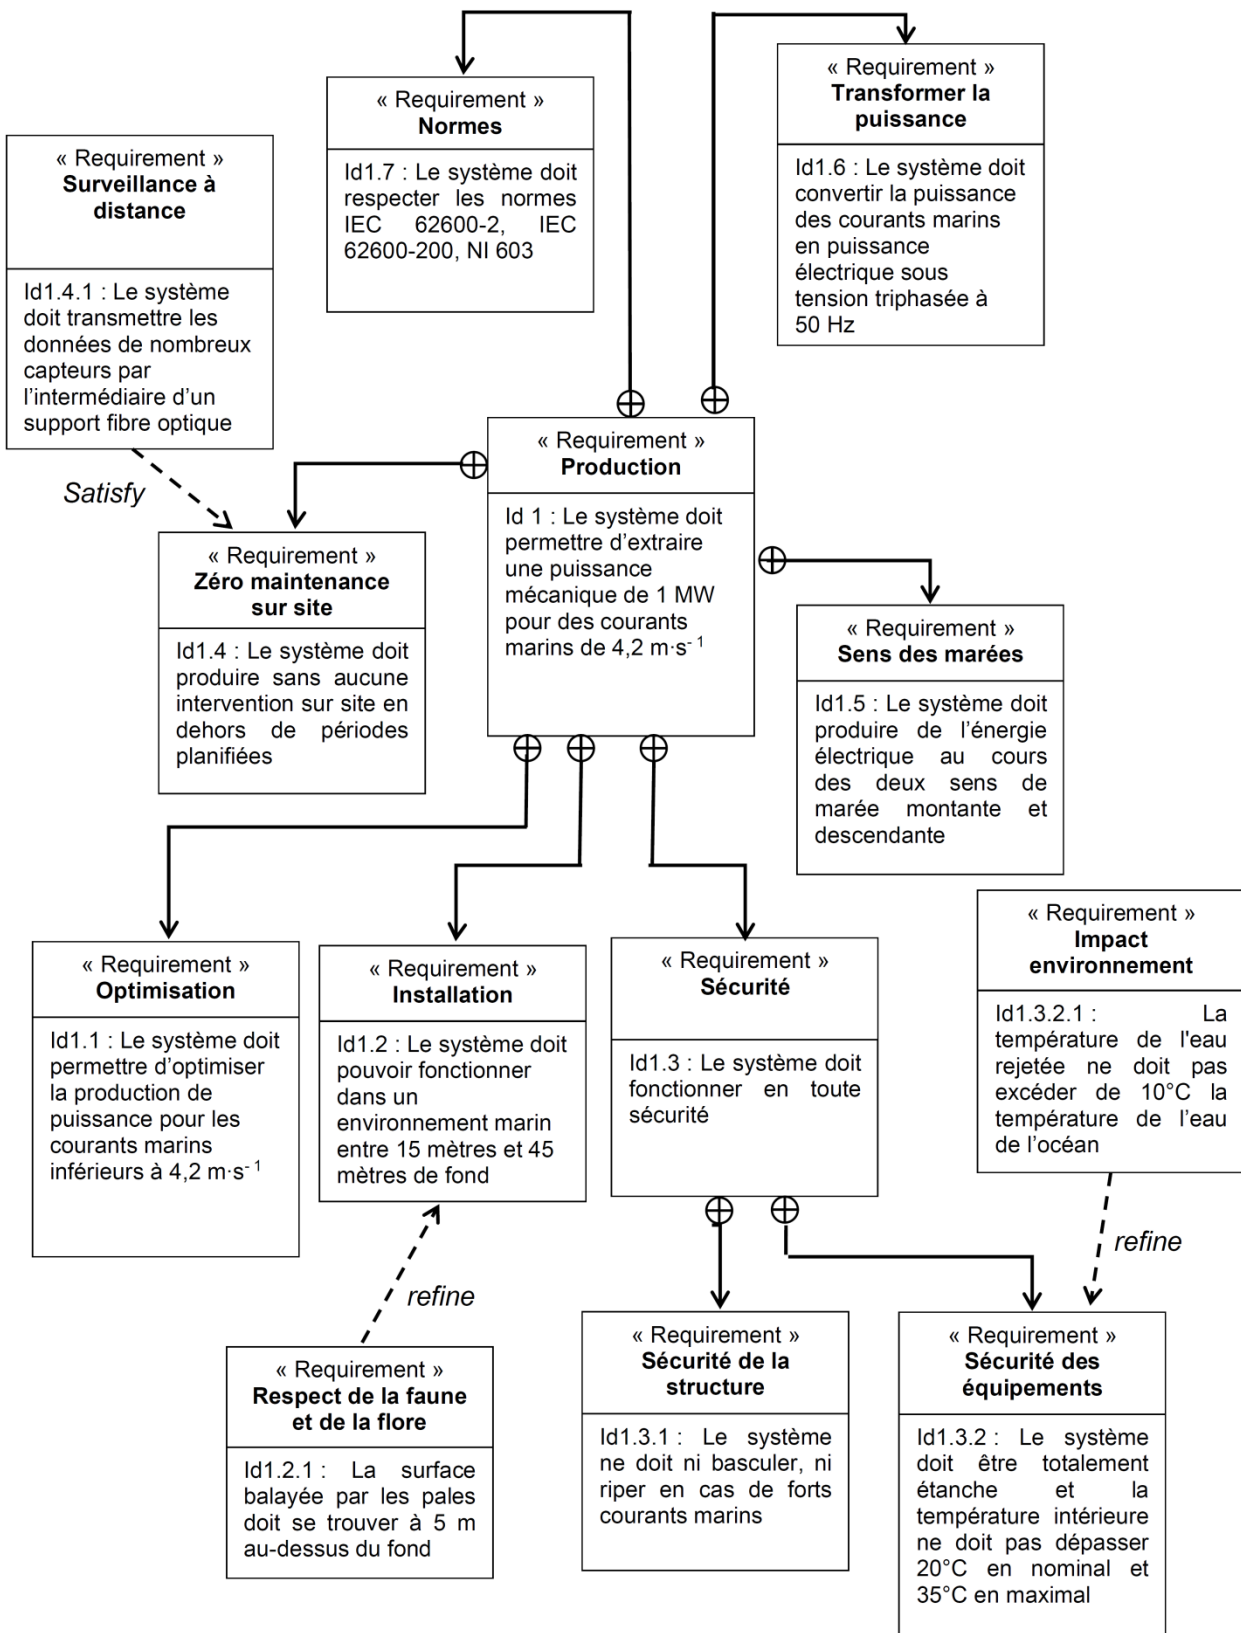 « Requirement »
Normes
Id1.7 : Le système doit
respecter les normes
IEC 62600-2, IEC
62600-200, NI 603
« Requirement »
Transformer la
puissance
Id1.6 : Le système doit
convertir la puissance
des courants marins
en puissance
électrique sous
tension triphasée à
50 Hz
« Requirement »
Surveillance à
distance
Id1.4.1 : Le système
doit transmettre les
données de nombreux
capteurs par
l'intermédiaire d'un
support fibre optique
Satisfy
« Requirement »
Production
Id 1 : Le système doit
permettre d'extraire
une puissance
mécanique de 1 MW
pour des courants
marins de 4,2 m·s⁻¹
« Requirement »
Zéro maintenance
sur site
Id1.4 : Le système doit
produire sans aucune
intervention sur site en
dehors de périodes
planifiées
« Requirement »
Sens des marées
Id1.5 : Le système doit
produire de l'énergie
électrique au cours
des deux sens de
marée montante et
descendante
« Requirement »
Optimisation
Id1.1 : Le système doit
permettre d'optimiser
la production de
puissance pour les
courants marins
inférieurs à 4,2 m·s⁻¹
« Requirement »
Installation
Id1.2 : Le système doit
pouvoir fonctionner
dans un
environnement marin
entre 15 mètres et 45
mètres de fond
« Requirement »
Sécurité
Id1.3 : Le système doit
fonctionner en toute
sécurité
« Requirement »
Impact
environnement
Id1.3.2.1 : La
température de l'eau
rejetée ne doit pas
excéder de 10°C la
température de l'eau
de l'océan
refine
refine
« Requirement »
Respect de la faune
et de la flore
Id1.2.1 : La surface
balayée par les pales
doit se trouver à 5 m
au-dessus du fond
« Requirement »
Sécurité de la
structure
Id1.3.1 : Le système
ne doit ni basculer, ni
riper en cas de forts
courants marins
« Requirement »
Sécurité des
équipements
Id1.3.2 : Le système
doit être totalement
étanche et la
température intérieure
ne doit pas dépasser
20°C en nominal et
35°C en maximal